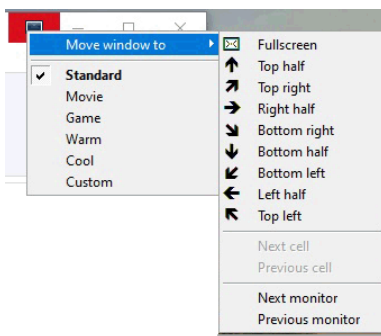 Move window to
Standard
Movie
Game
Warm
Cool
Custom
Fullscreen
Top half
Top right
Right half
Bottom right
Bottom half
Bottom left
Left half
Top left
Next cell
Previous cell
Next monitor
Previous monitor